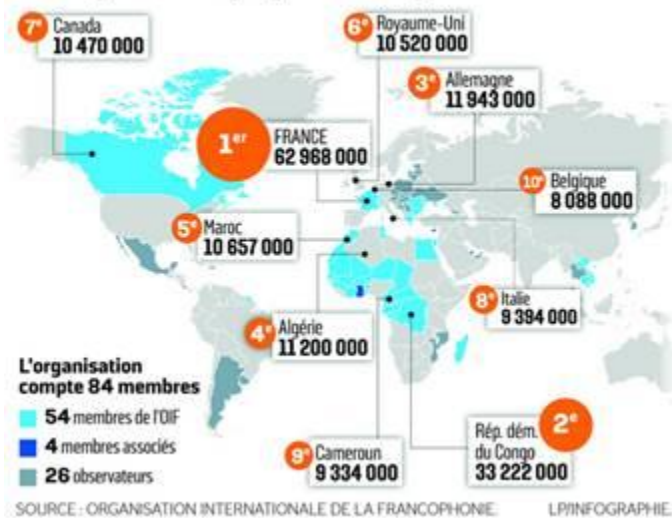 7e Canada
10 470 000
6e Royaume-Uni
10 520 000
3e Allemagne
11 943 000
1er FRANCE
62 968 000
10e Belgique
8 088 000
5e Maroc
10 657 000
8e Italie
9 394 000
4e Algérie
11 200 000
L'organisation
compte 84 membres
54 membres de l'OIF
4 membres associés
26 observateurs
9e Cameroun
9 334 000
2e Rép. dém.
du Congo
33 222 000
SOURCE : ORGANISATION INTERNATIONALE DE LA FRANCOPHONIE. LP/INFOGRAPHIE.